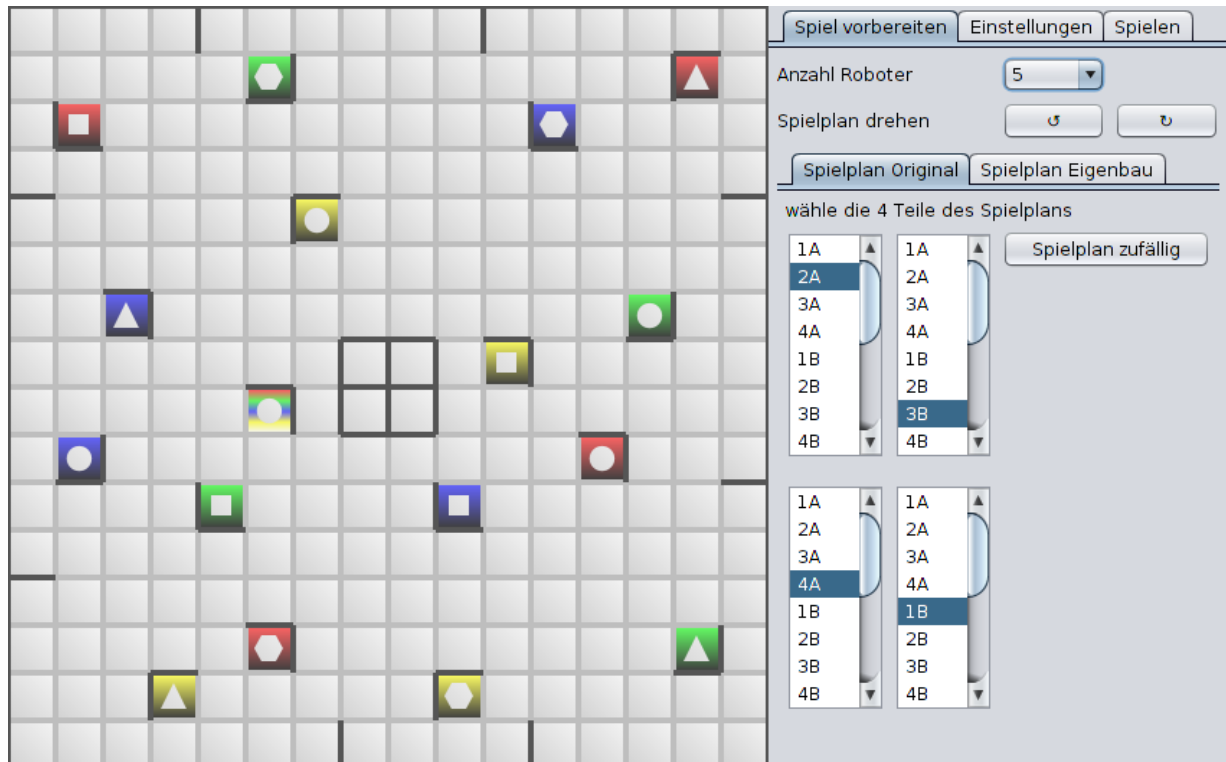 Spiel vorbereiten Einstellungen Spielen
Anzahl Roboter 5
Spielplan drehen
Spielplan Original Spielplan Eigenbau
wähle die 4 Teile des Spielplans
1A 1A Spielplan zufällig
2A 2A
3A 3A
4A 4A
1B 1B
2B 2B
3B 3B
4B 4B
1A 1A
2A 2A
3A 3A
4A 4A
1B 1B
2B 2B
3B 3B
4B 4B